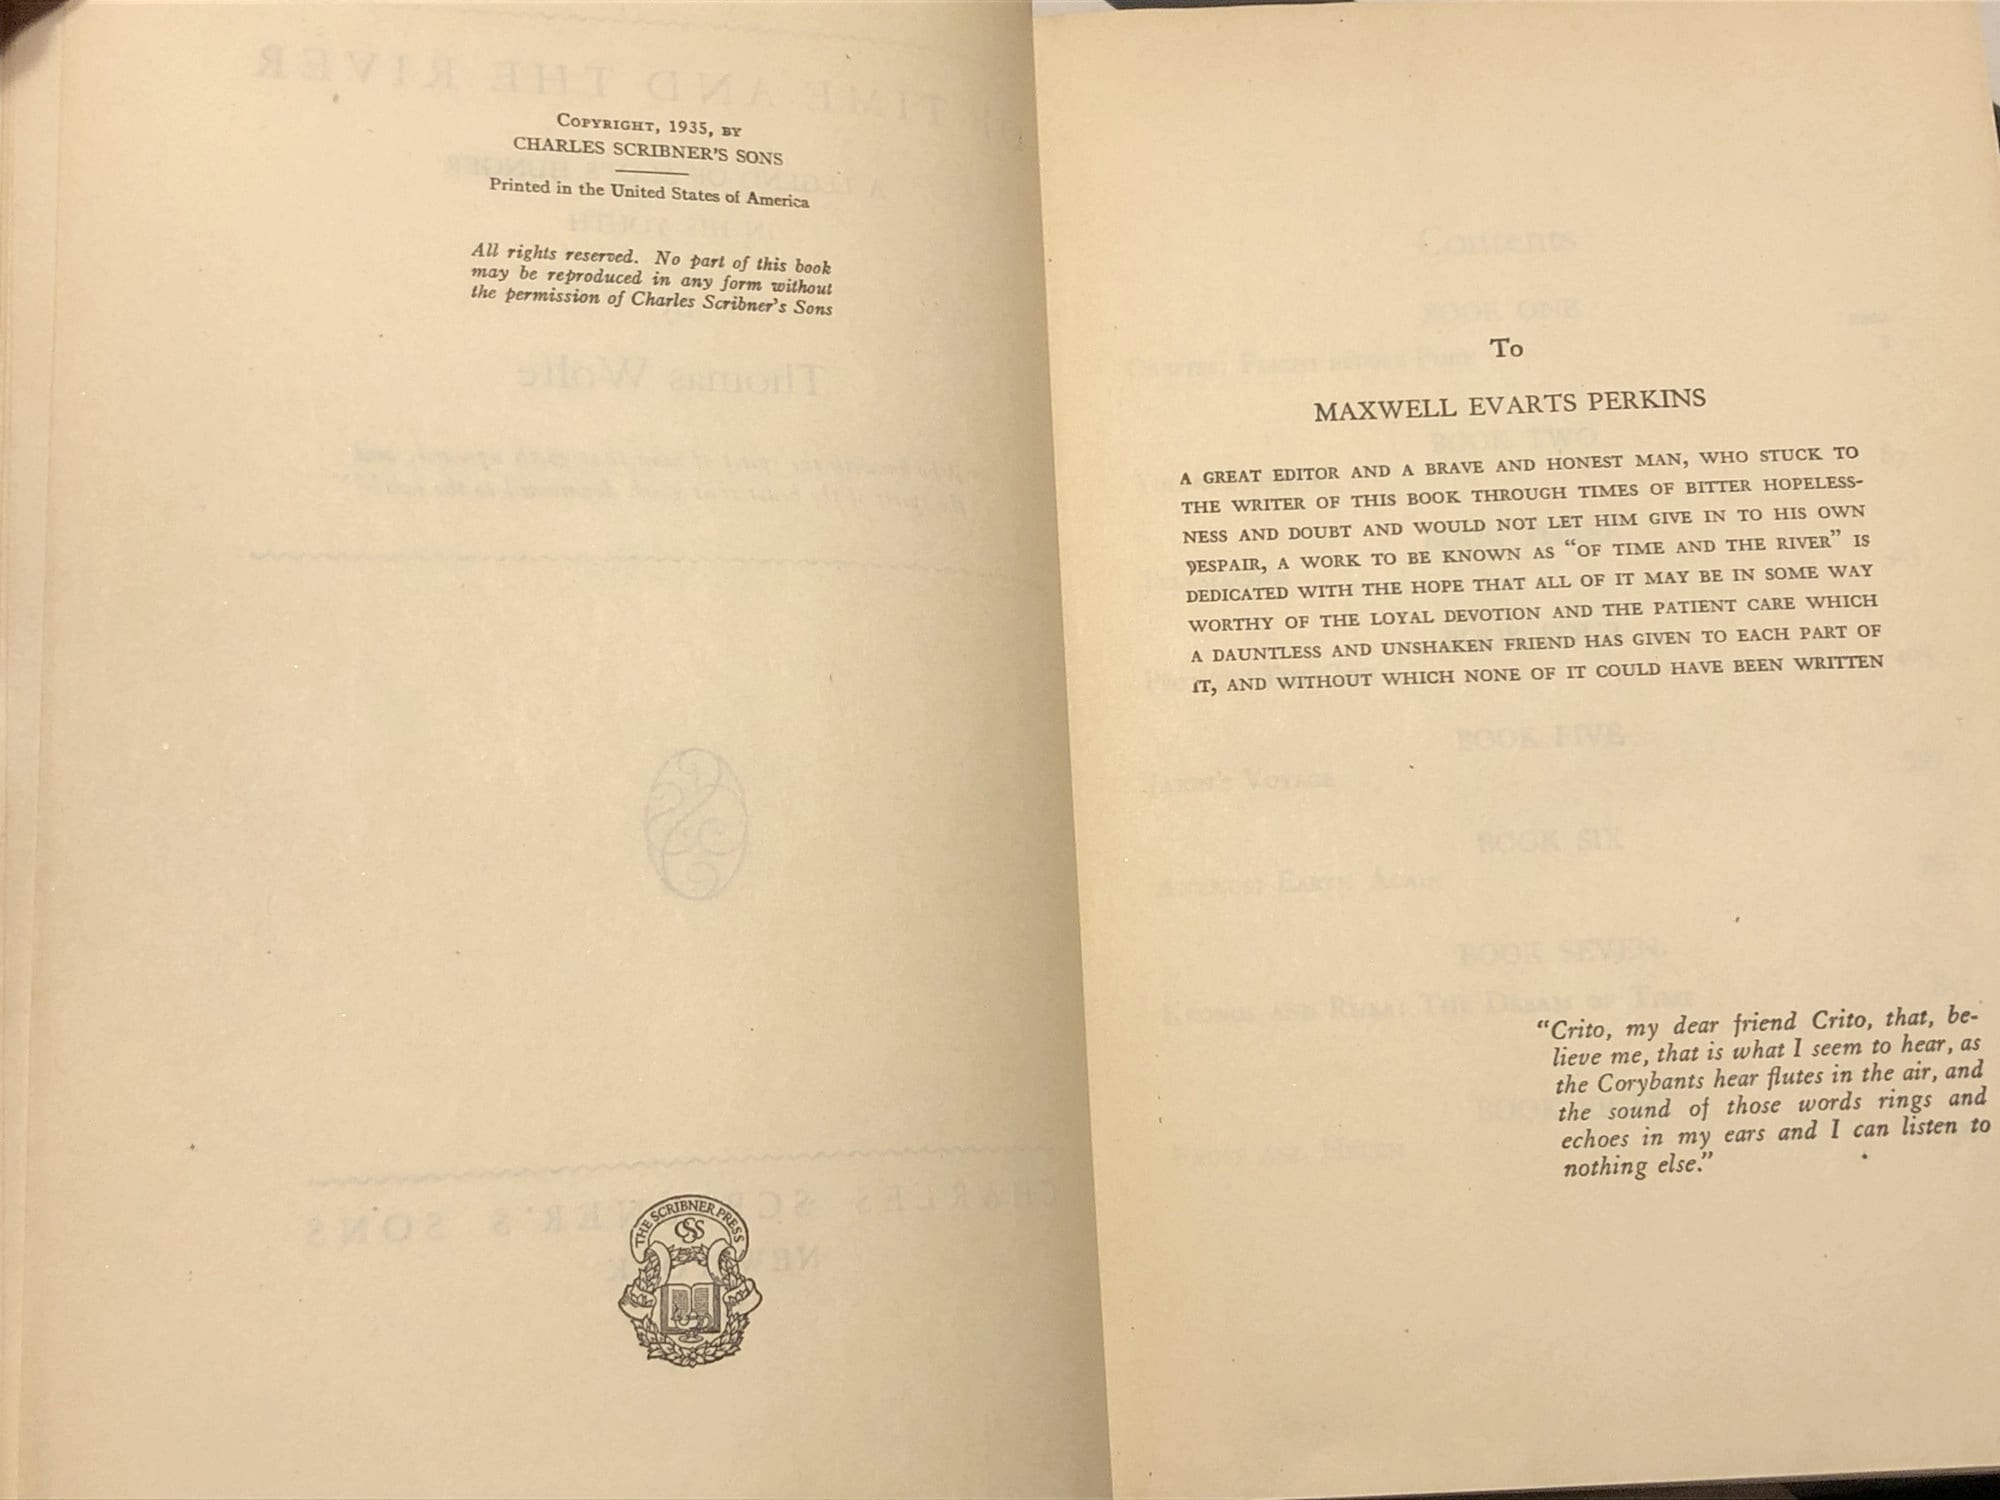 COPYRIGHT, 1935, BY
CHARLES SCRIBNER'S SONS
Printed in the United States of America
All rights reserved. No part of this book
may be reproduced in any form without
the permission of Charles Scribner's Sons
THE SCRIBNER PRESS
CSS
To
MAXWELL EVARTS PERKINS
A GREAT EDITOR AND A BRAVE AND HONEST MAN, WHO STUCK TO
THE WRITER OF THIS BOOK THROUGH TIMES OF BITTER HOPELESS-
NESS AND DOUBT AND WOULD NOT LET HIM GIVE IN TO HIS OWN
DESPAIR, A WORK TO BE KNOWN AS “OF TIME AND THE RIVER” IS
DEDICATED WITH THE HOPE THAT ALL OF IT MAY BE IN SOME WAY
WORTHY OF THE LOYAL DEVOTION AND THE PATIENT CARE WHICH
A DAUNTLESS AND UNSHAKEN FRIEND HAS GIVEN TO EACH PART OF
IT, AND WITHOUT WHICH NONE OF IT COULD HAVE BEEN WRITTEN
“Crito, my dear friend Crito, that, be-
lieve me, that is what I seem to hear, as
the Corybants hear flutes in the air, and
the sound of those words rings and
echoes in my ears and I can listen to
nothing else.”